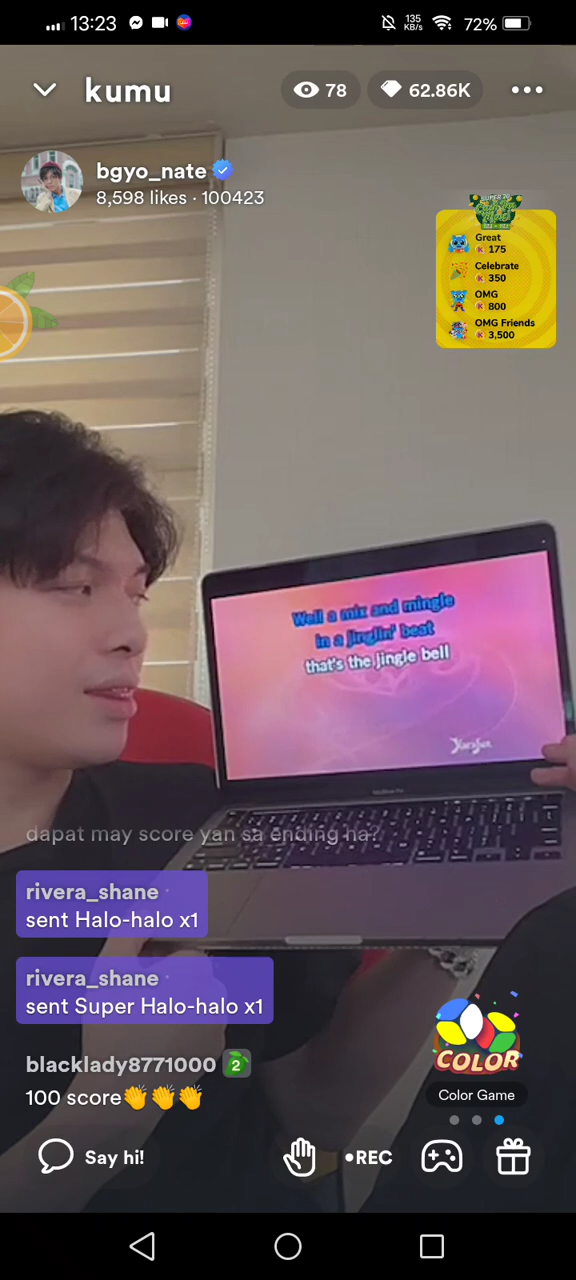 13:23
135
KB/s
72%
kumu
78
62.86K
bgyo_nate
8,598 likes · 100423
Great
175
Celebrate
350
OMG
800
OMG Friends
3,500
Well a mix and mingle
in a jinglin' beat
that's the jingle bell
dapat may score yan sa ending ha?
rivera_shane
sent Halo-halo x1
rivera_shane
sent Super Halo-halo x1
blacklady8771000 2
100 score👏👏👏
COLOR
Color Game
Say hi!
•REC